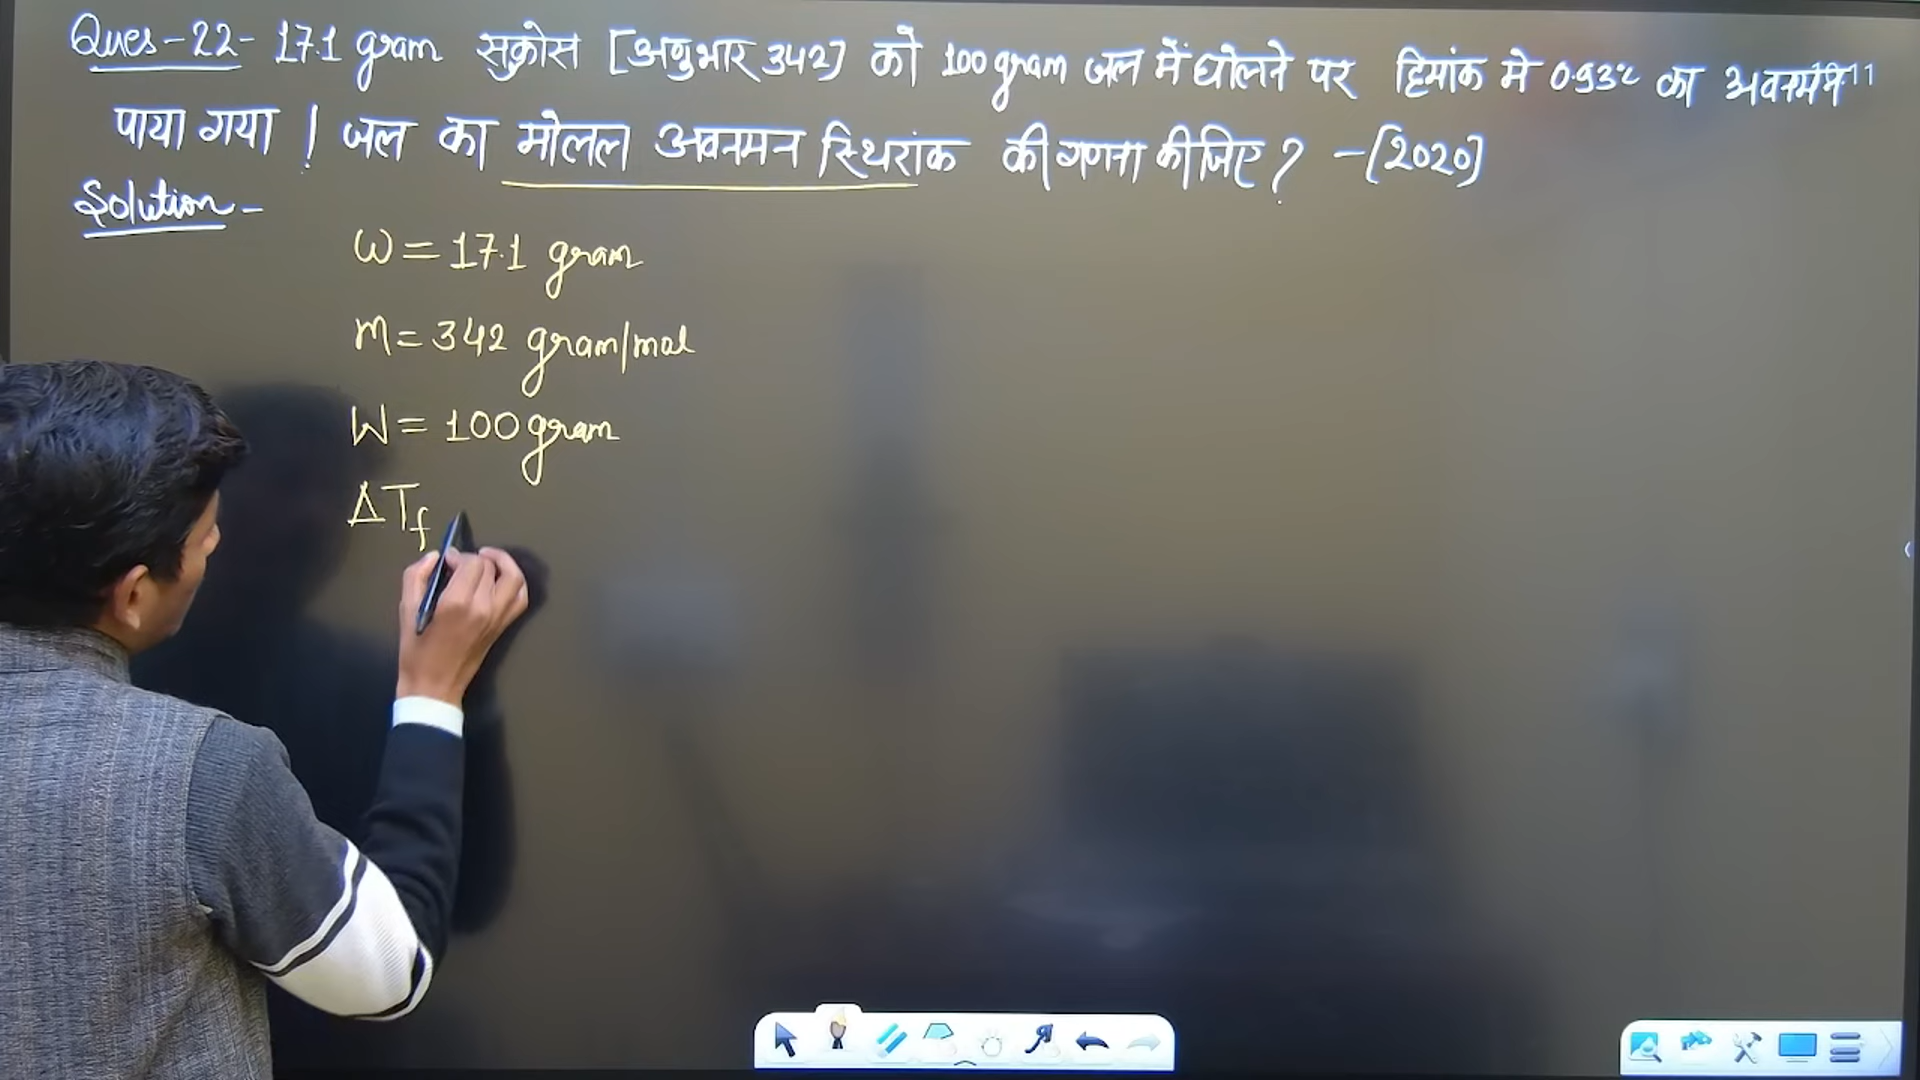 Ques-22- 17.1 gram सुक्रोस [अणुभार 342] को 100 gram जल में घोलने पर हिमांक मे 0.93°C का अवनमन
पाया गया ! जल का मोलल अवनमन स्थिरांक की गणना कीजिए ? -[2020]
Solution-
w = 17.1 gram
m = 342 gram/mol
W = 100 gram
ΔTf